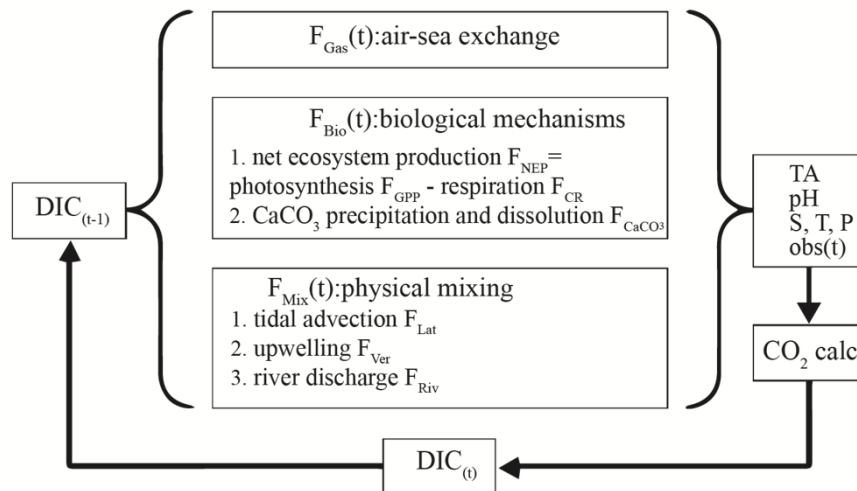 F_Gas(t):air-sea exchange
F_Bio(t):biological mechanisms
1. net ecosystem production F_NEP=
photosynthesis F_GPP - respiration F_CR
2. CaCO₃ precipitation and dissolution F_CaCO³
F_Mix(t):physical mixing
1. tidal advection F_Lat
2. upwelling F_Ver
3. river discharge F_Riv
DIC_(t-1)
TA
pH
S, T, P
obs(t)
CO₂ calc
DIC_(t)